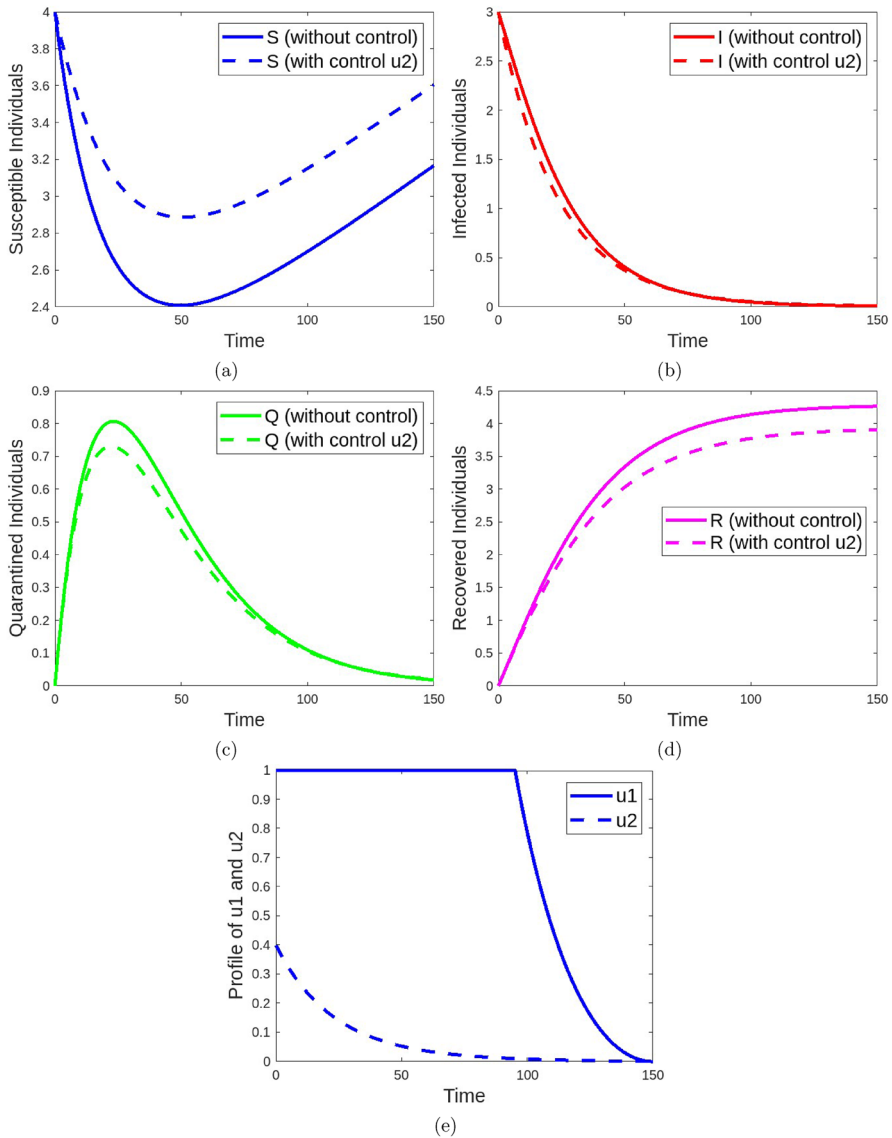 4
3.8
3.6
3.4
3.2
3
2.8
2.6
2.4
0
50
100
150
Susceptible Individuals
Time
S (without control)
S (with control u2)
(a)
3
2.5
2
1.5
1
0.5
0
0
50
100
150
Infected Individuals
Time
I (without control)
I (with control u2)
(b)
0.9
0.8
0.7
0.6
0.5
0.4
0.3
0.2
0.1
0
0
50
100
150
Quarantined Individuals
Time
Q (without control)
Q (with control u2)
(c)
4.5
4
3.5
3
2.5
2
1.5
1
0.5
0
0
50
100
150
Recovered Individuals
Time
R (without control)
R (with control u2)
(d)
1
0.9
0.8
0.7
0.6
0.5
0.4
0.3
0.2
0.1
0
0
50
100
150
Profile of u1 and u2
Time
u1
u2
(e)